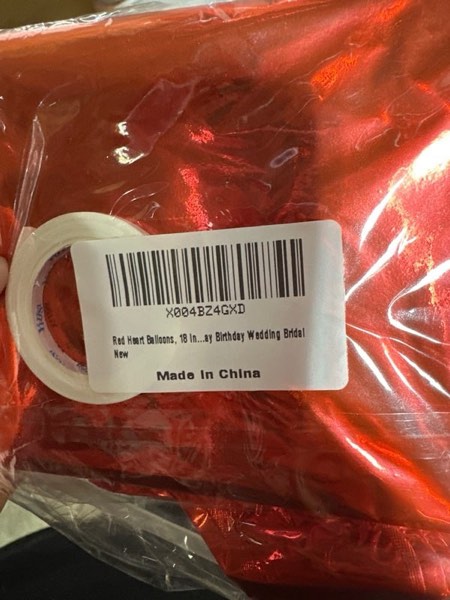 X004BZ4GXD
Red Heart Balloons, 18 in...ay Birthday Wedding Bridal
New
Made in China